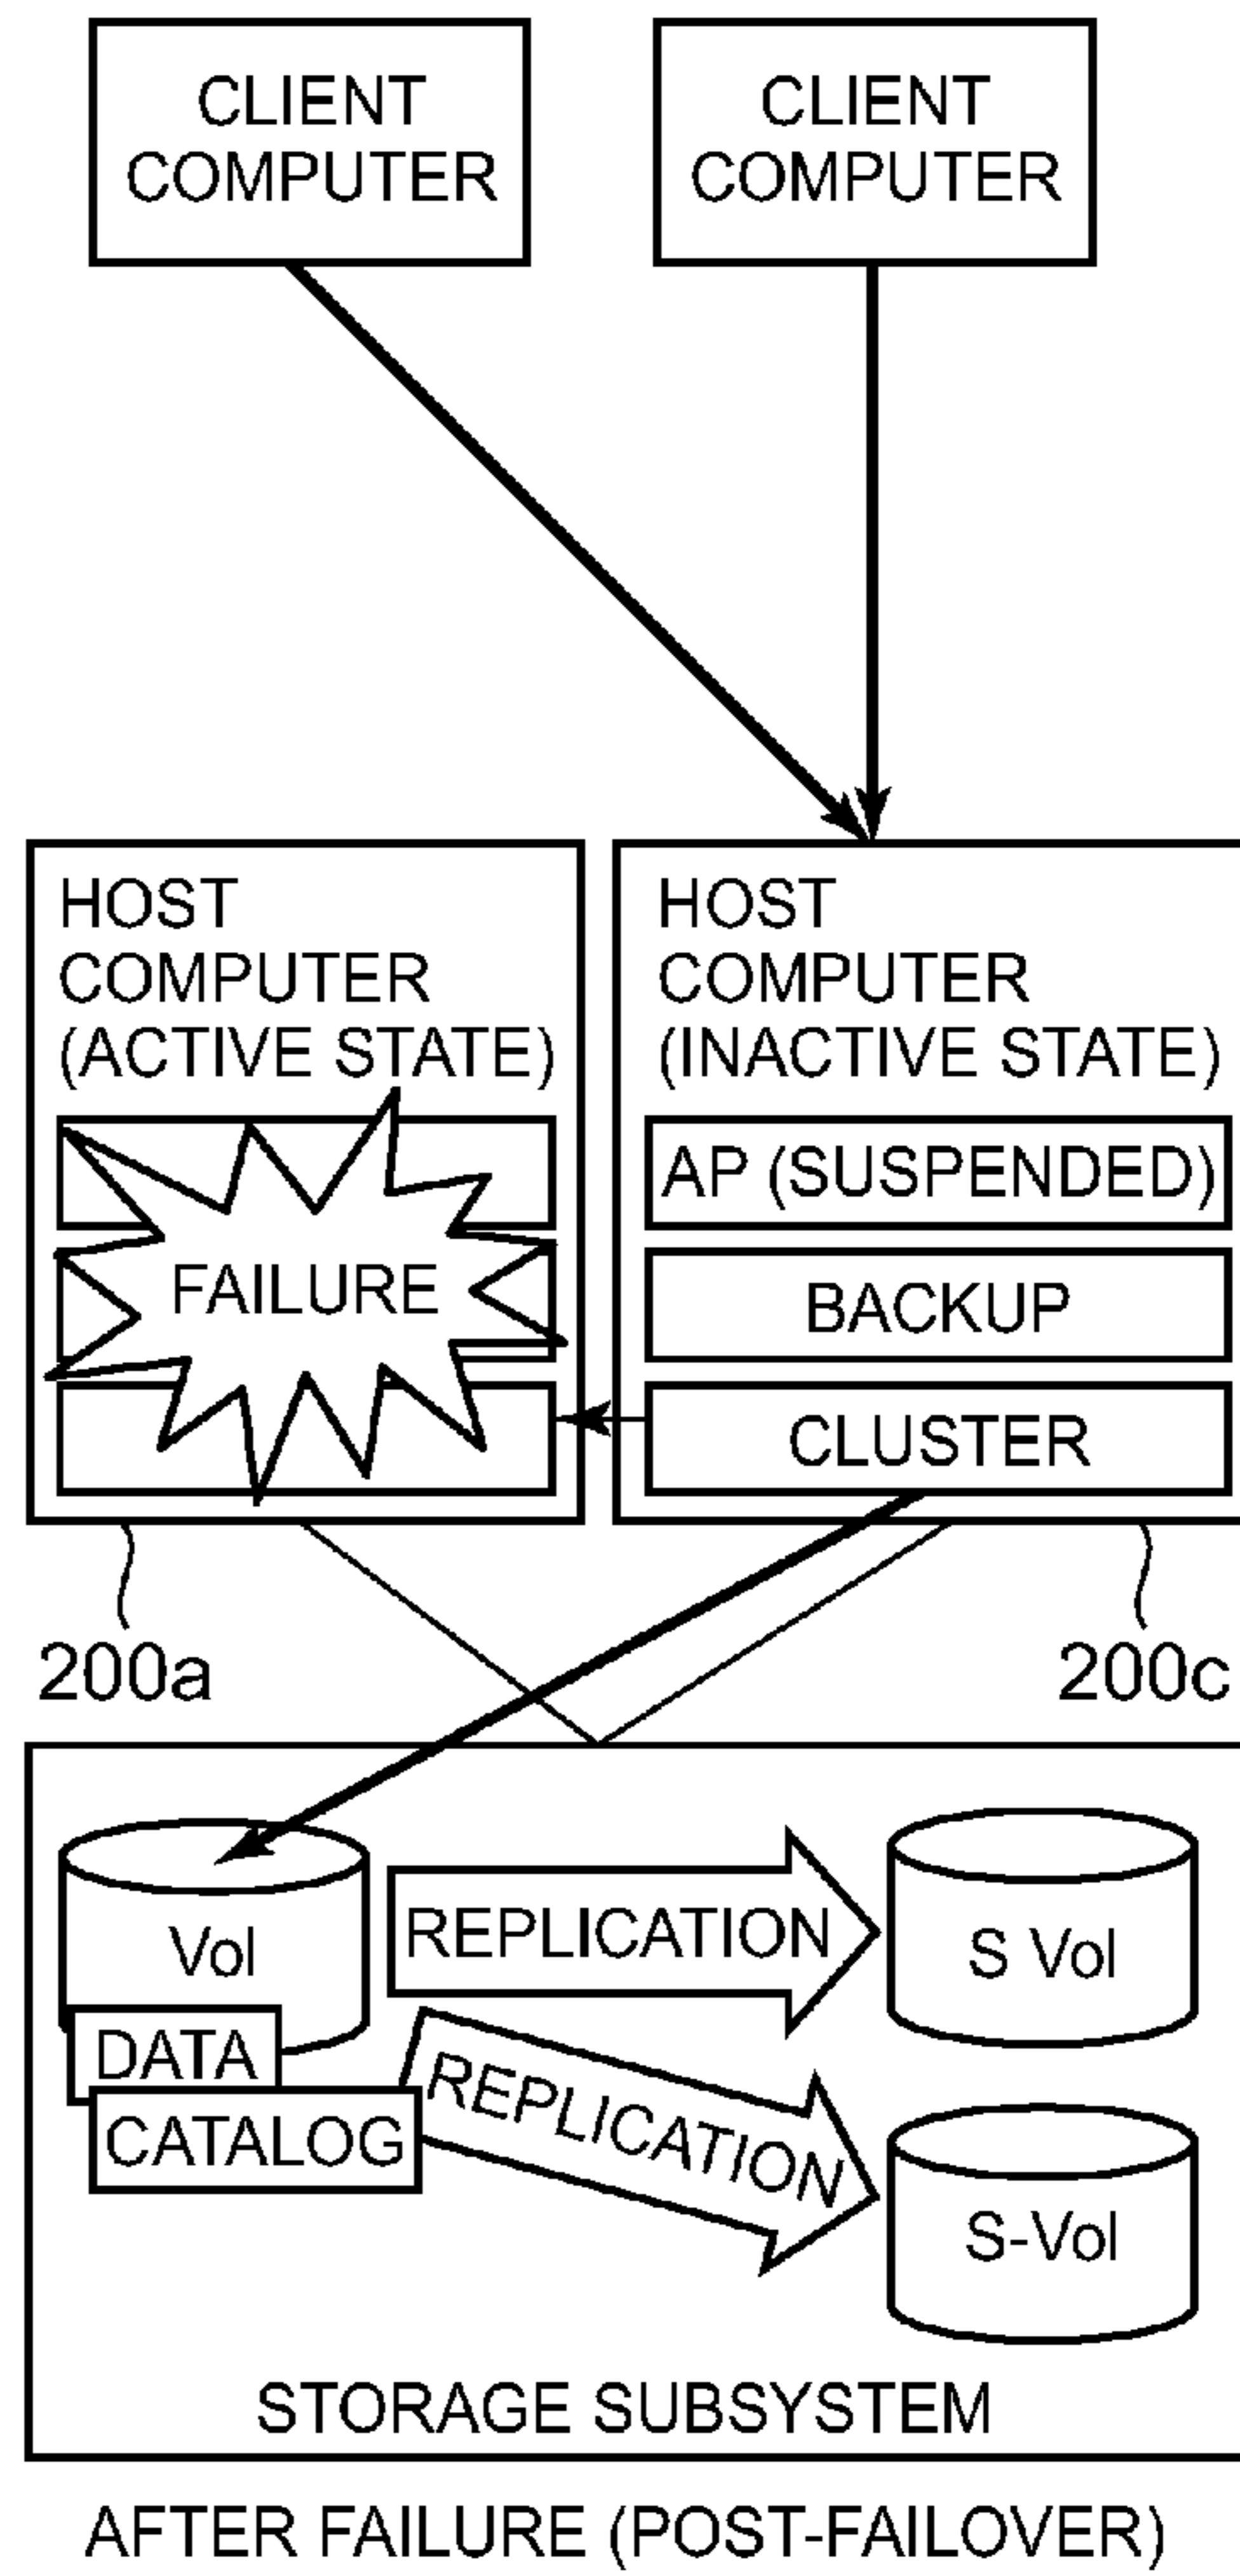 CLIENT
COMPUTER
CLIENT
COMPUTER
HOST
COMPUTER
(ACTIVE STATE)
FAILURE
HOST
COMPUTER
(INACTIVE STATE)
AP (SUSPENDED)
BACKUP
CLUSTER
200a
200c
Vol
DATA
CATALOG
REPLICATION
REPLICATION
S Vol
S-Vol
STORAGE SUBSYSTEM
AFTER FAILURE (POST-FAILOVER)